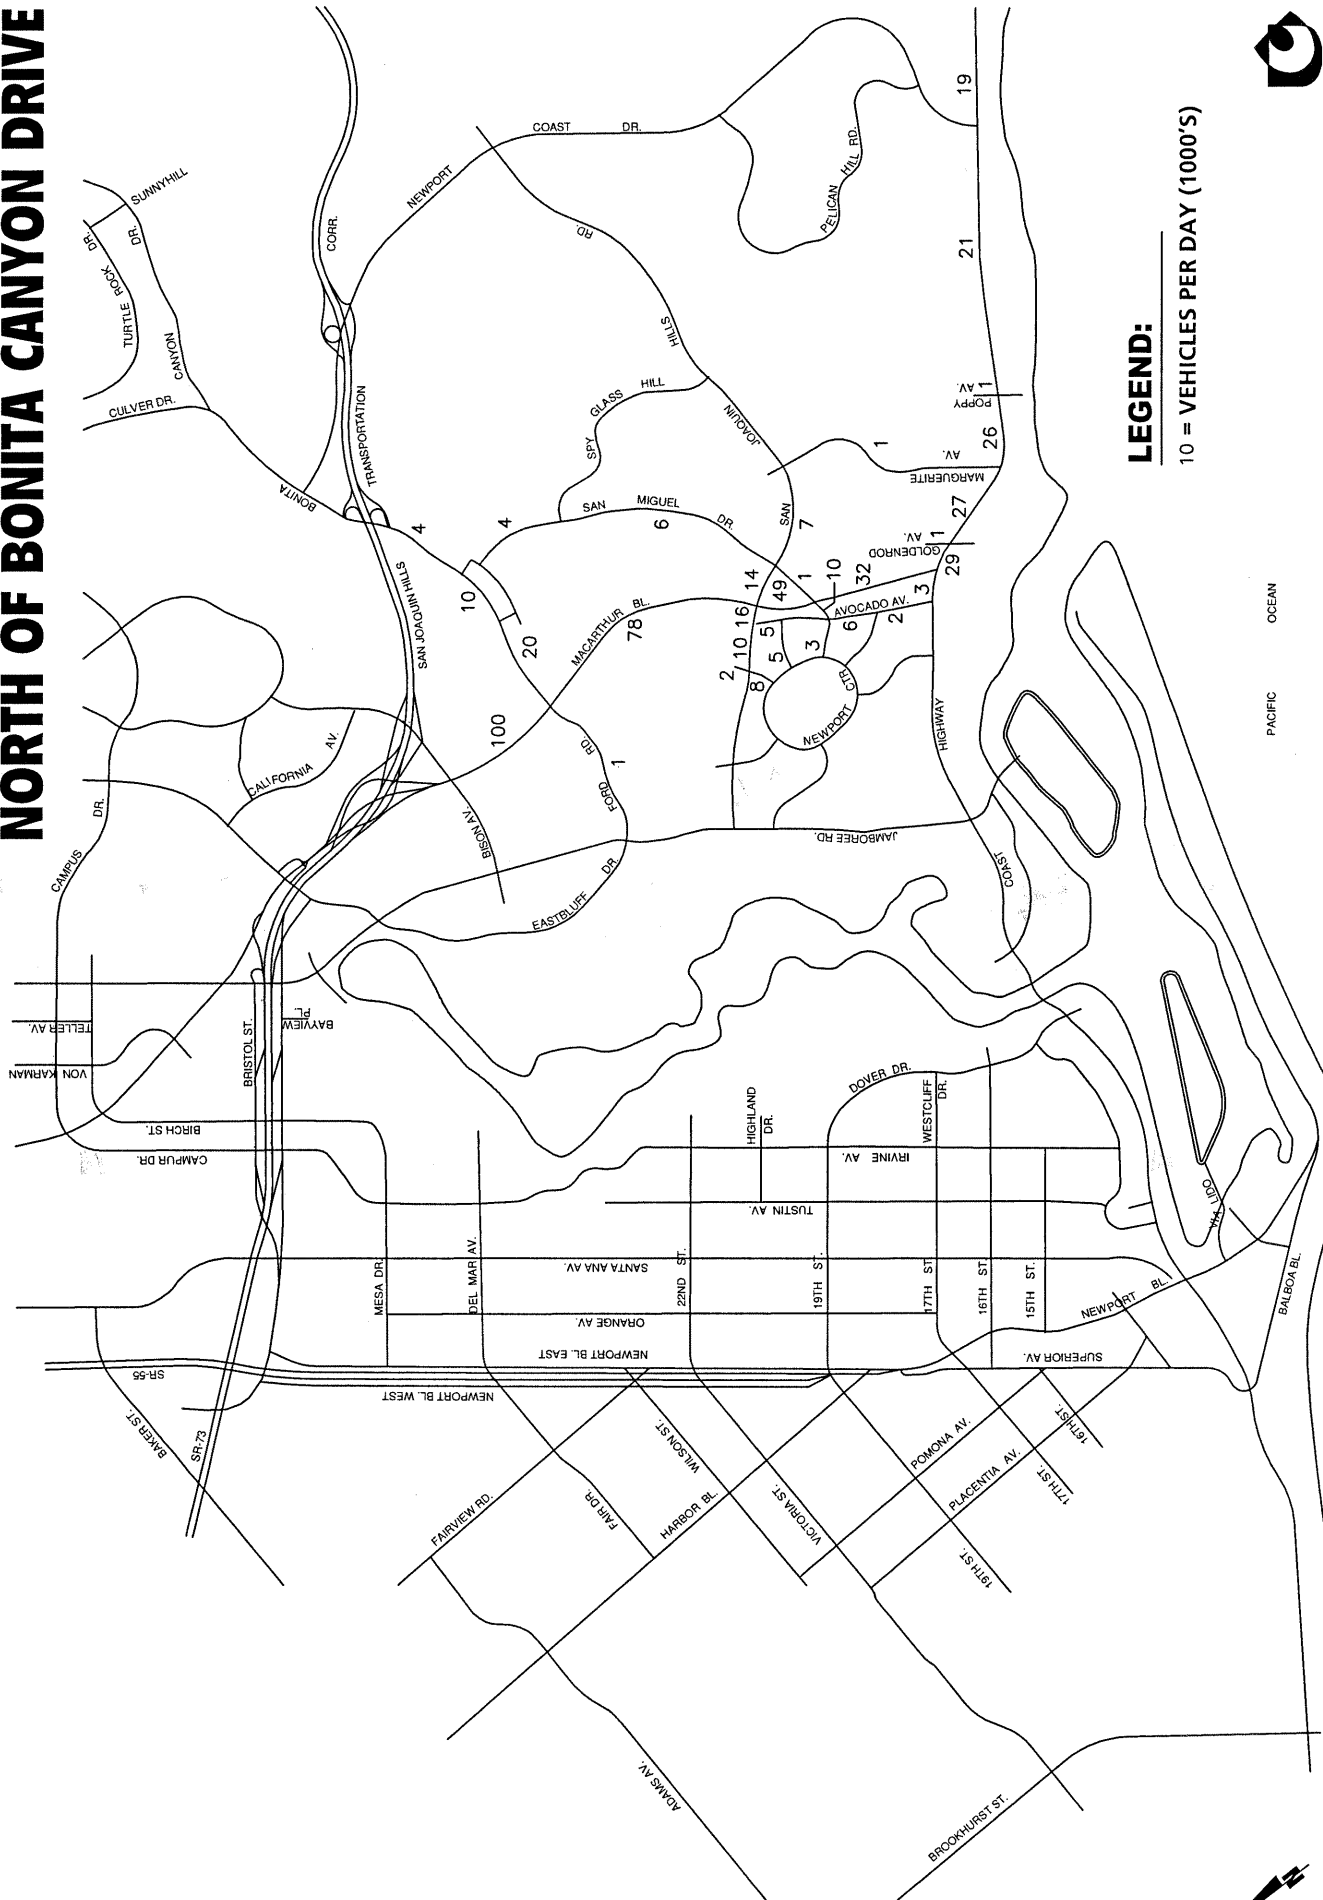 NORTH OF BONITA CANYON DRIVE
SUNNYHILL
DR.
TURTLE ROCK DR.
CANYON
CULVER DR.
BONITA
CORR.
TRANSPORTATION
SAN JOAQUIN HILLS
NEWPORT
COAST DR.
PELICAN HILL RD.
19
21
RD.
HILLS
JOAQUIN
SAN
SPY GLASS HILL
SAN MIGUEL DR.
4
4
6
7
10
20
MARGUERITE AV.
1
POPPY AV.
1
26
27
GOLDENROD AV.
1
29
MACARTHUR BL.
78
100
14
49
1
10
32
16
10
2
8
5
5
3
6
2
3
AVOCADO AV.
NEWPORT CTR
FORD RD.
1
BISON AV.
CALIFORNIA AV.
CAMPUS DR.
JAMBOREE RD.
EASTBLUFF DR.
COAST
HIGHWAY
PACIFIC OCEAN
TELLER AV.
VON KARMAN
BRISTOL ST.
BAYVIEW PL.
BIRCH ST.
CAMPUR DR.
HIGHLAND DR.
DOVER DR.
WESTCLIFF DR.
IRVINE AV.
TUSTIN AV.
MESA DR.
DEL MAR AV.
SANTA ANA AV.
22ND ST.
19TH ST.
17TH ST.
16TH ST.
15TH ST.
ORANGE AV.
NEWPORT BL. EAST
NEWPORT BL. WEST
NEWPORT BL.
SUPERIOR AV.
VIA LIDO
BALBOA BL.
SR-55
SR-73
BAKER ST.
FAIRVIEW RD.
FAIR DR.
WILSON ST.
HARBOR BL.
VICTORIA ST.
POMONA AV.
PLACENTIA AV.
16TH ST.
17TH ST.
19TH ST.
ADAMS AV.
BROOKHURST ST.
LEGEND:
10 = VEHICLES PER DAY (1000'S)
N